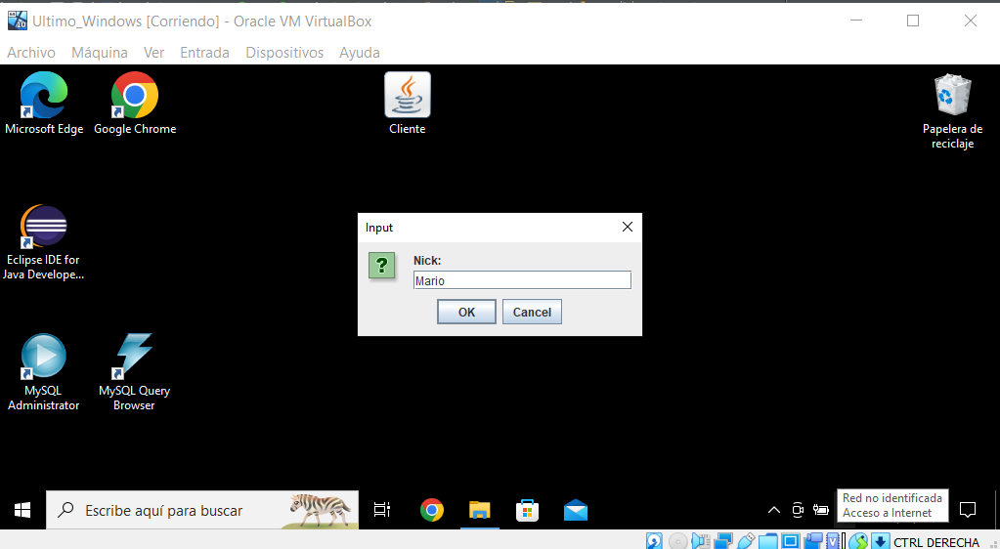 Ultimo_Windows [Corriendo] - Oracle VM VirtualBox
Archivo Máquina Ver Entrada Dispositivos Ayuda
Microsoft Edge
Google Chrome
Cliente
Papelera de
reciclaje
Eclipse IDE for
Java Develope...
Input
Nick:
Mario
OK
Cancel
MySQL
Administrator
MySQL Query
Browser
Escribe aquí para buscar
Red no identificada
Acceso a Internet
CTRL DERECHA